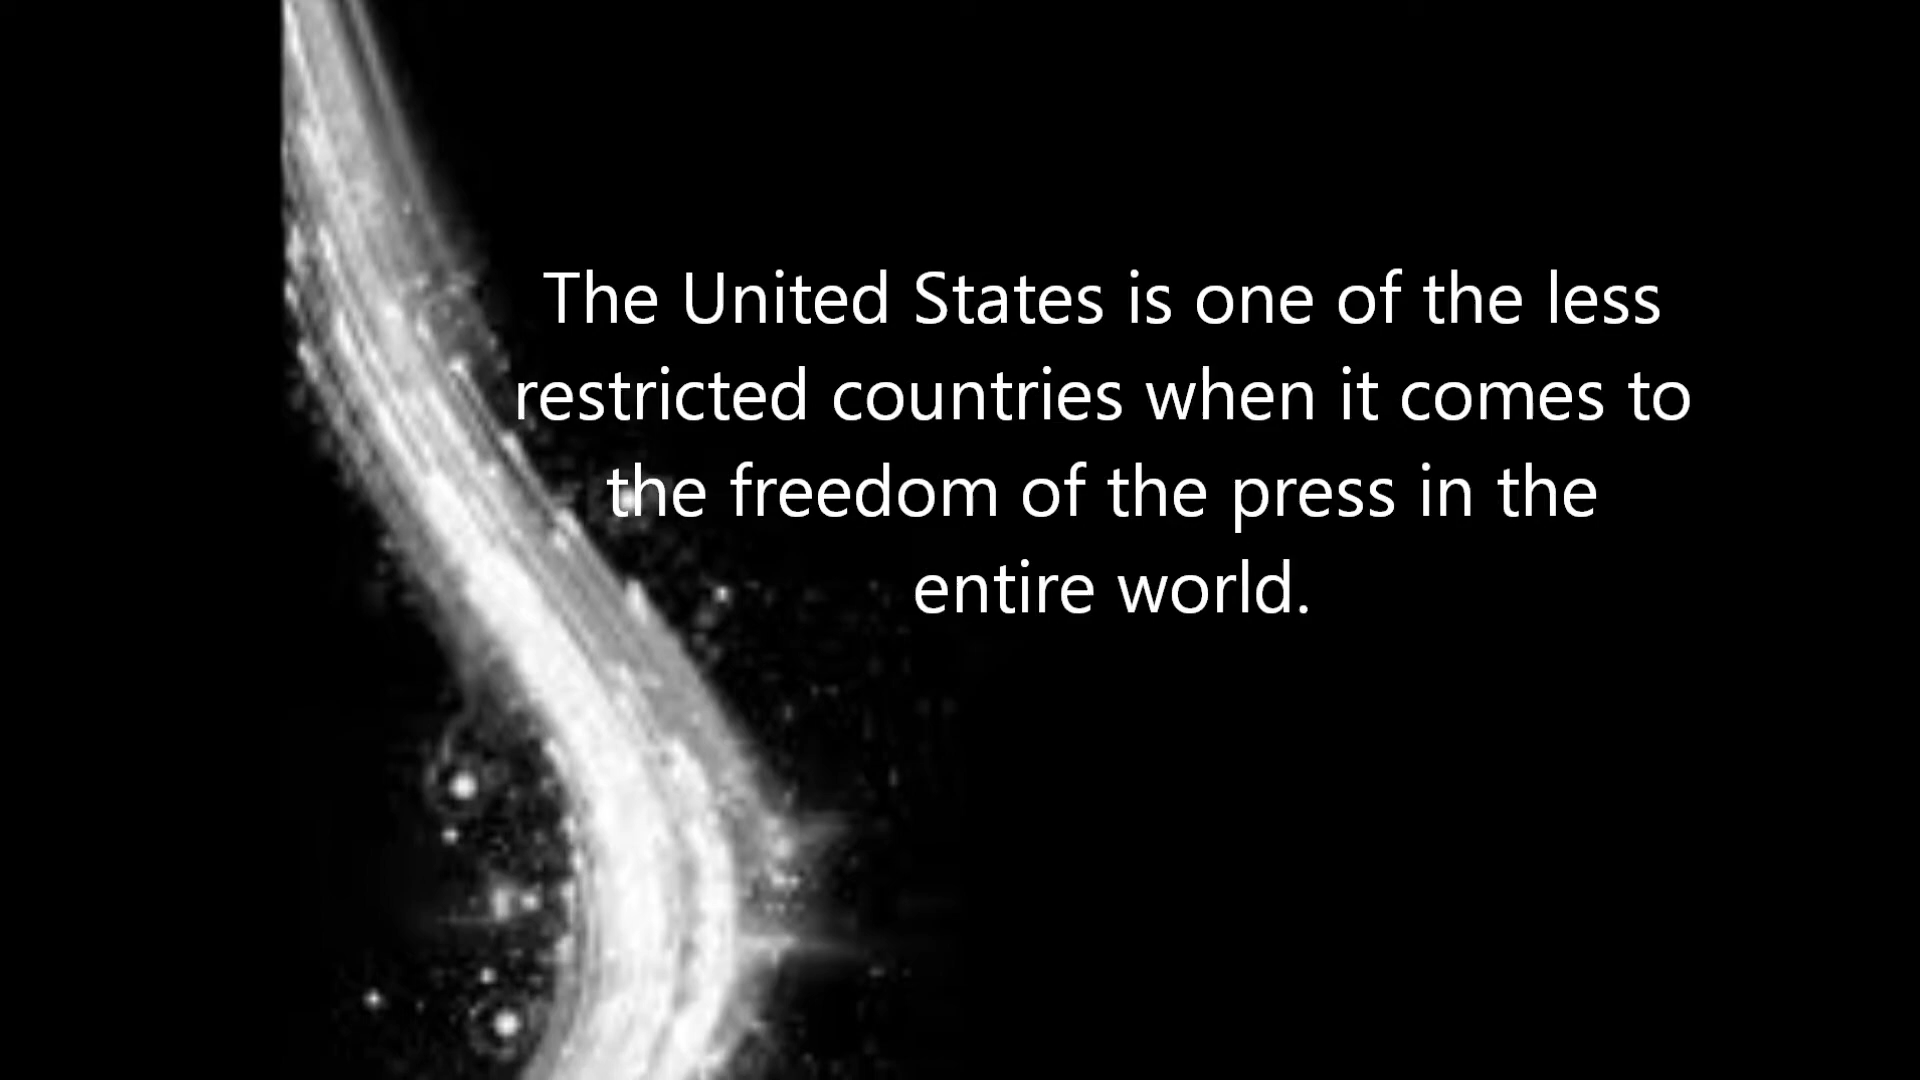 The United States is one of the less
restricted countries when it comes to
the freedom of the press in the
entire world.